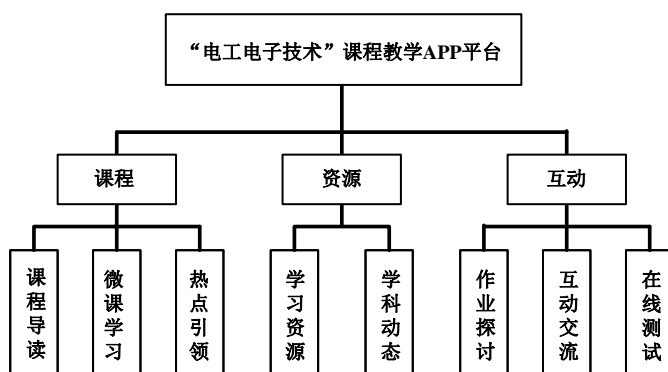 “电工电子技术”课程教学APP平台
课程
资源
互动
课程导读
微课学习
热点引领
学习资源
学科动态
作业探讨
互动交流
在线测试